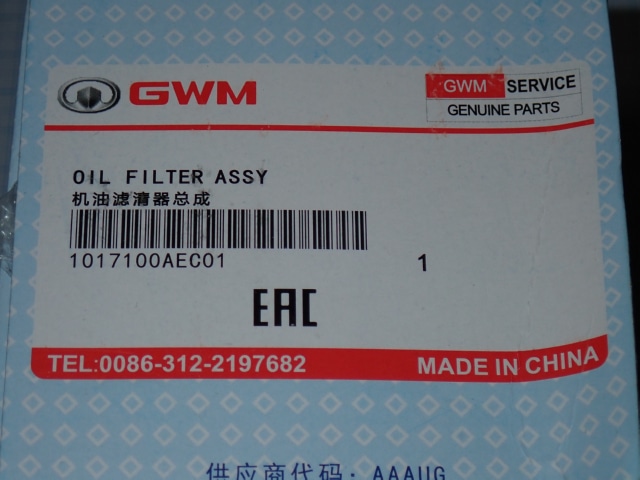 GWM
GWM SERVICE
GENUINE PARTS
OIL FILTER ASSY
机油滤清器总成
1017100AEC01
1
EAC
TEL:0086-312-2197682
MADE IN CHINA
供应商代码: AAAUG